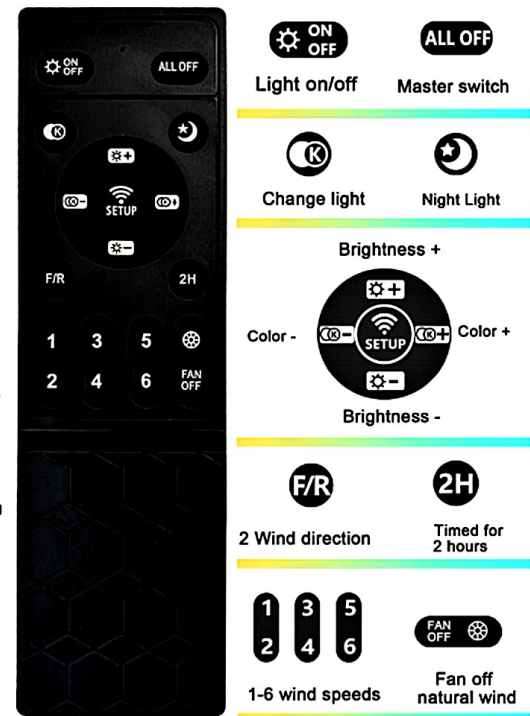 ON
OFF
ALL OFF
K
SETUP
F/R
2H
1 3 5
2 4 6
FAN
OFF
ON
OFF
ALL OFF
Light on/off
Master switch
K
Change light
Night Light
Brightness +
+
Color -
K-
SETUP
K+
Color +
-
Brightness -
F/R
2H
2 Wind direction
Timed for
2 hours
1 3 5
2 4 6
FAN
OFF
1-6 wind speeds
Fan off
natural wind